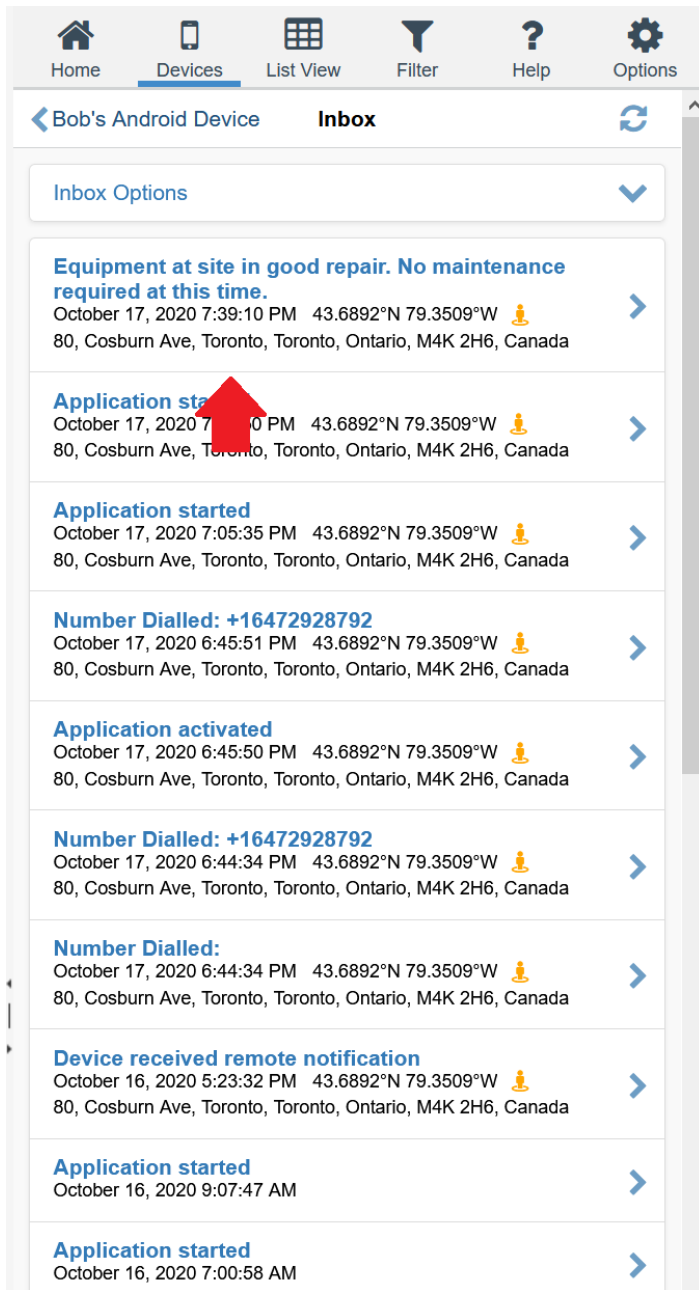 Home Devices List View Filter ? Help Options
Bob's Android Device Inbox
Inbox Options
Equipment at site in good repair. No maintenance
required at this time.
October 17, 2020 7:39:10 PM 43.6892°N 79.3509°W
80, Cosburn Ave, Toronto, Toronto, Ontario, M4K 2H6, Canada
Application
October 17, 2020 PM 43.6892°N 79.3509°W
80, Cosburn Ave, Toronto, Toronto, Ontario, M4K 2H6, Canada
Application started
October 17, 2020 7:05:35 PM 43.6892°N 79.3509°W
80, Cosburn Ave, Toronto, Toronto, Ontario, M4K 2H6, Canada
Number Dialled: +16472928792
October 17, 2020 6:45:51 PM 43.6892°N 79.3509°W
80, Cosburn Ave, Toronto, Toronto, Ontario, M4K 2H6, Canada
Application activated
October 17, 2020 6:45:50 PM 43.6892°N 79.3509°W
80, Cosburn Ave, Toronto, Toronto, Ontario, M4K 2H6, Canada
Number Dialled: +16472928792
October 17, 2020 6:44:34 PM 43.6892°N 79.3509°W
80, Cosburn Ave, Toronto, Toronto, Ontario, M4K 2H6, Canada
Number Dialled:
October 17, 2020 6:44:34 PM 43.6892°N 79.3509°W
80, Cosburn Ave, Toronto, Toronto, Ontario, M4K 2H6, Canada
Device received remote notification
October 16, 2020 5:23:32 PM 43.6892°N 79.3509°W
80, Cosburn Ave, Toronto, Toronto, Ontario, M4K 2H6, Canada
Application started
October 16, 2020 9:07:47 AM
Application started
October 16, 2020 7:00:58 AM